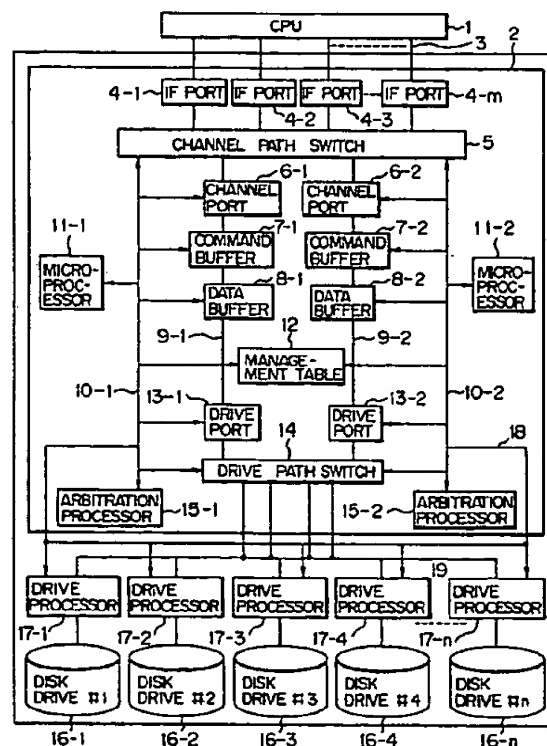 CPU
1
2
3
IF PORT
IF PORT
IF PORT
IF PORT
4-1
4-2
4-3
4-m
CHANNEL PATH SWITCH
5
6-1
6-2
CHANNEL
PORT
CHANNEL
PORT
7-1
7-2
COMMAND
BUFFER
COMMAND
BUFFER
11-1
11-2
MICRO-
PROC-
ESSOR
MICRO-
PROC-
ESSOR
8-1
8-2
DATA
BUFFER
DATA
BUFFER
12
9-1
9-2
MANAGE-
MENT TABLE
10-1
10-2
13-1
13-2
DRIVE
PORT
DRIVE
PORT
14
18
DRIVE PATH SWITCH
ARBITRATION
PROCESSOR
15-1
ARBITRATION
PROCESSOR
15-2
19
DRIVE
PROCESSOR
DRIVE
PROCESSOR
DRIVE
PROCESSOR
DRIVE
PROCESSOR
DRIVE
PROCESSOR
17-1
17-2
17-3
17-4
17-n
DISK
DRIVE #1
DISK
DRIVE #2
DISK
DRIVE #3
DISK
DRIVE #4
DISK
DRIVE #n
16-1
16-2
16-3
16-4
16-n